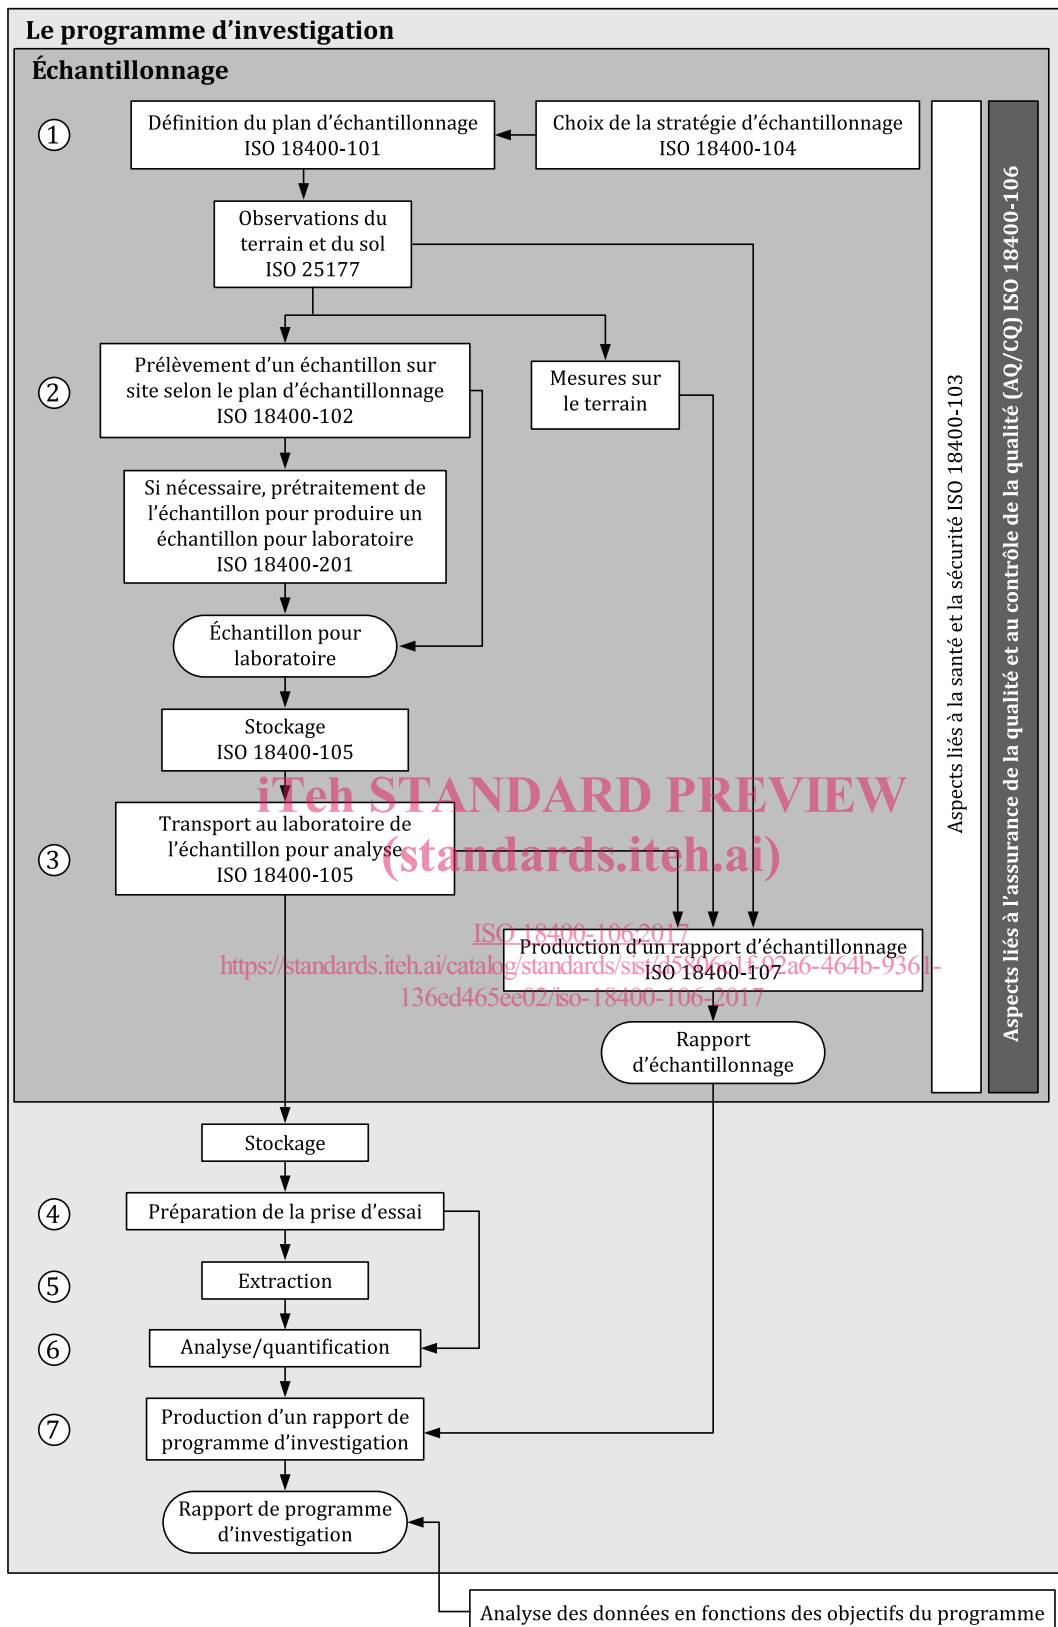 Le programme d'investigation
Échantillonnage
1
Définition du plan d'échantillonnage
ISO 18400-101
Choix de la stratégie d'échantillonnage
ISO 18400-104
Observations du
terrain et du sol
ISO 25177
2
Prélèvement d'un échantillon sur
site selon le plan d'échantillonnage
ISO 18400-102
Mesures sur
le terrain
Si nécessaire, prétraitement de
l'échantillon pour produire un
échantillon pour laboratoire
ISO 18400-201
Échantillon pour
laboratoire
Stockage
ISO 18400-105
3
Transport au laboratoire de
l'échantillon pour analyse
ISO 18400-105
Production d'un rapport d'échantillonnage
ISO 18400-107
Rapport
d'échantillonnage
Aspects liés à la santé et la sécurité ISO 18400-103
Aspects liés à l'assurance de la qualité et au contrôle de la qualité (AQ/CQ) ISO 18400-106
iTeh STANDARD PREVIEW
(standards.iteh.ai)
ISO 18400-106:2017
https://standards.iteh.ai/catalog/standards/sist/d5806e1f-92a6-464b-9361-
136ed465ee02/iso-18400-106-2017
Stockage
4
Préparation de la prise d'essai
5
Extraction
6
Analyse/quantification
7
Production d'un rapport de
programme d'investigation
Rapport de programme
d'investigation
Analyse des données en fonctions des objectifs du programme